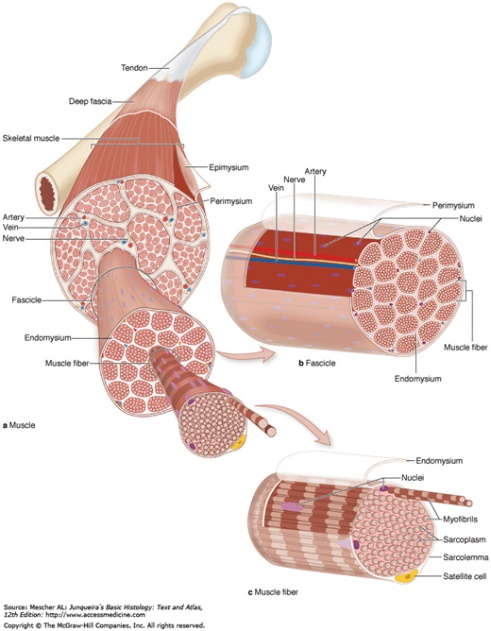 Tendon
Deep fascia
Skeletal muscle
Epimysium
Perimysium
Artery
Vein
Nerve
Fascicle
Endomysium
Muscle fiber
a Muscle
Artery
Nerve
Vein
Perimysium
Nuclei
Muscle fiber
Endomysium
b Fascicle
Endomysium
Nuclei
Myofibrils
Sarcoplasm
Sarcolemma
Satellite cell
c Muscle fiber
Source: Mescher AL: Junqueira's Basic Histology: Text and Atlas,
12th Edition: http://www.accessmedicine.com
Copyright © The McGraw-Hill Companies, Inc. All rights reserved.